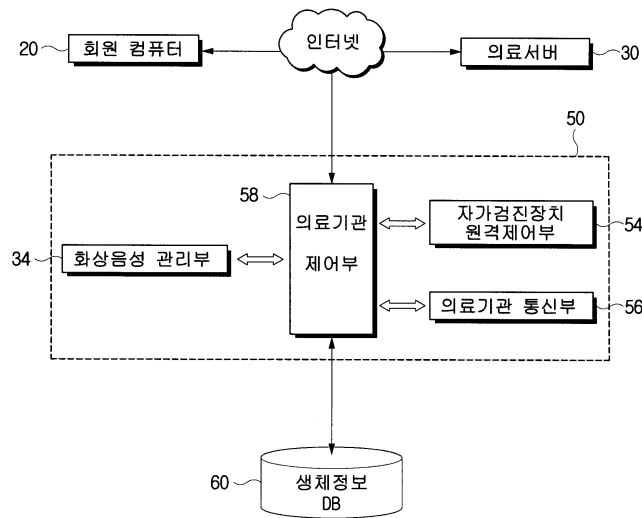 인터넷
20
회원 컴퓨터
의료서버
30
50
58
의료기관
제어부
자가검진장치
원격제어부
54
34
화상음성 관리부
의료기관 통신부
56
60
생체정보
DB